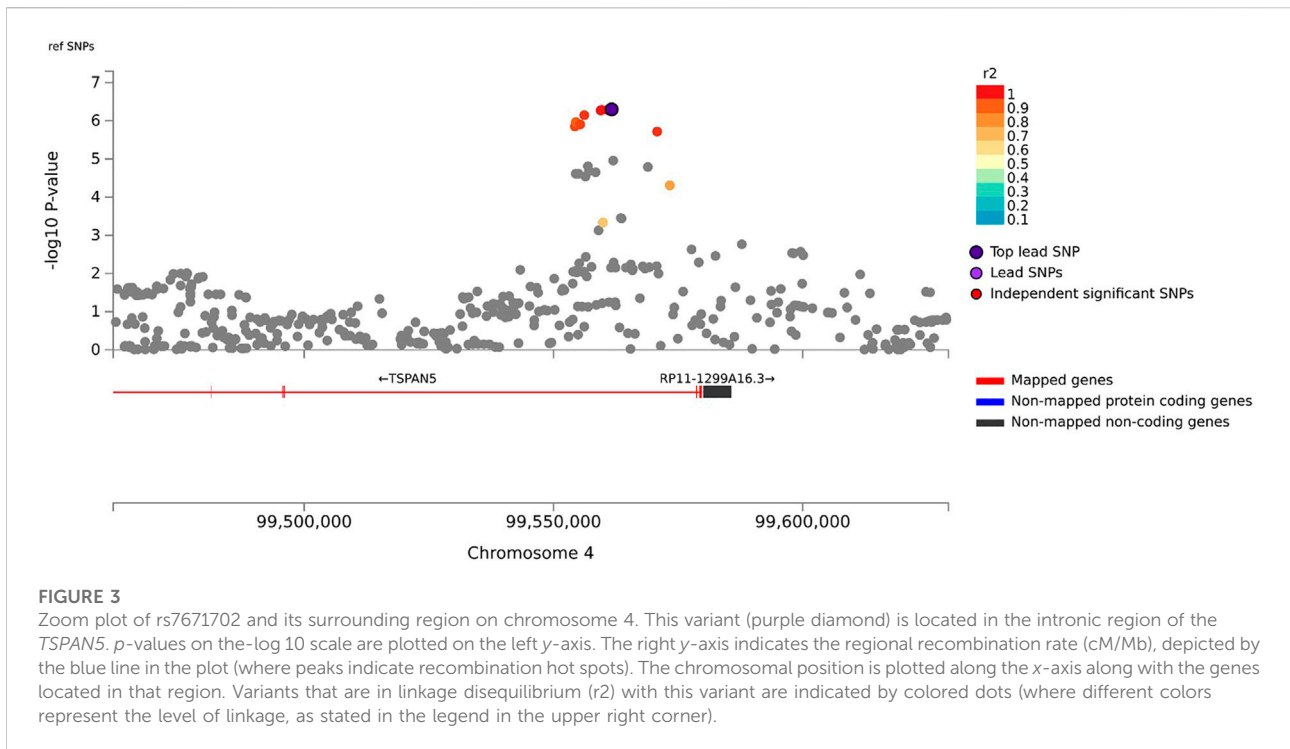 ref SNPs
-log10 P-value
7
6
5
4
3
2
1
0
r2
1
0.9
0.8
0.7
0.6
0.5
0.4
0.3
0.2
0.1
Top lead SNP
Lead SNPs
Independent significant SNPs
←TSPAN5
RP11-1299A16.3→
Mapped genes
Non-mapped protein coding genes
Non-mapped non-coding genes
99,500,000
99,550,000
99,600,000
Chromosome 4
FIGURE 3
Zoom plot of rs7671702 and its surrounding region on chromosome 4. This variant (purple diamond) is located in the intronic region of the
TSPAN5. p-values on the-log 10 scale are plotted on the left y-axis. The right y-axis indicates the regional recombination rate (cM/Mb), depicted by
the blue line in the plot (where peaks indicate recombination hot spots). The chromosomal position is plotted along the x-axis along with the genes
located in that region. Variants that are in linkage disequilibrium (r2) with this variant are indicated by colored dots (where different colors
represent the level of linkage, as stated in the legend in the upper right corner).